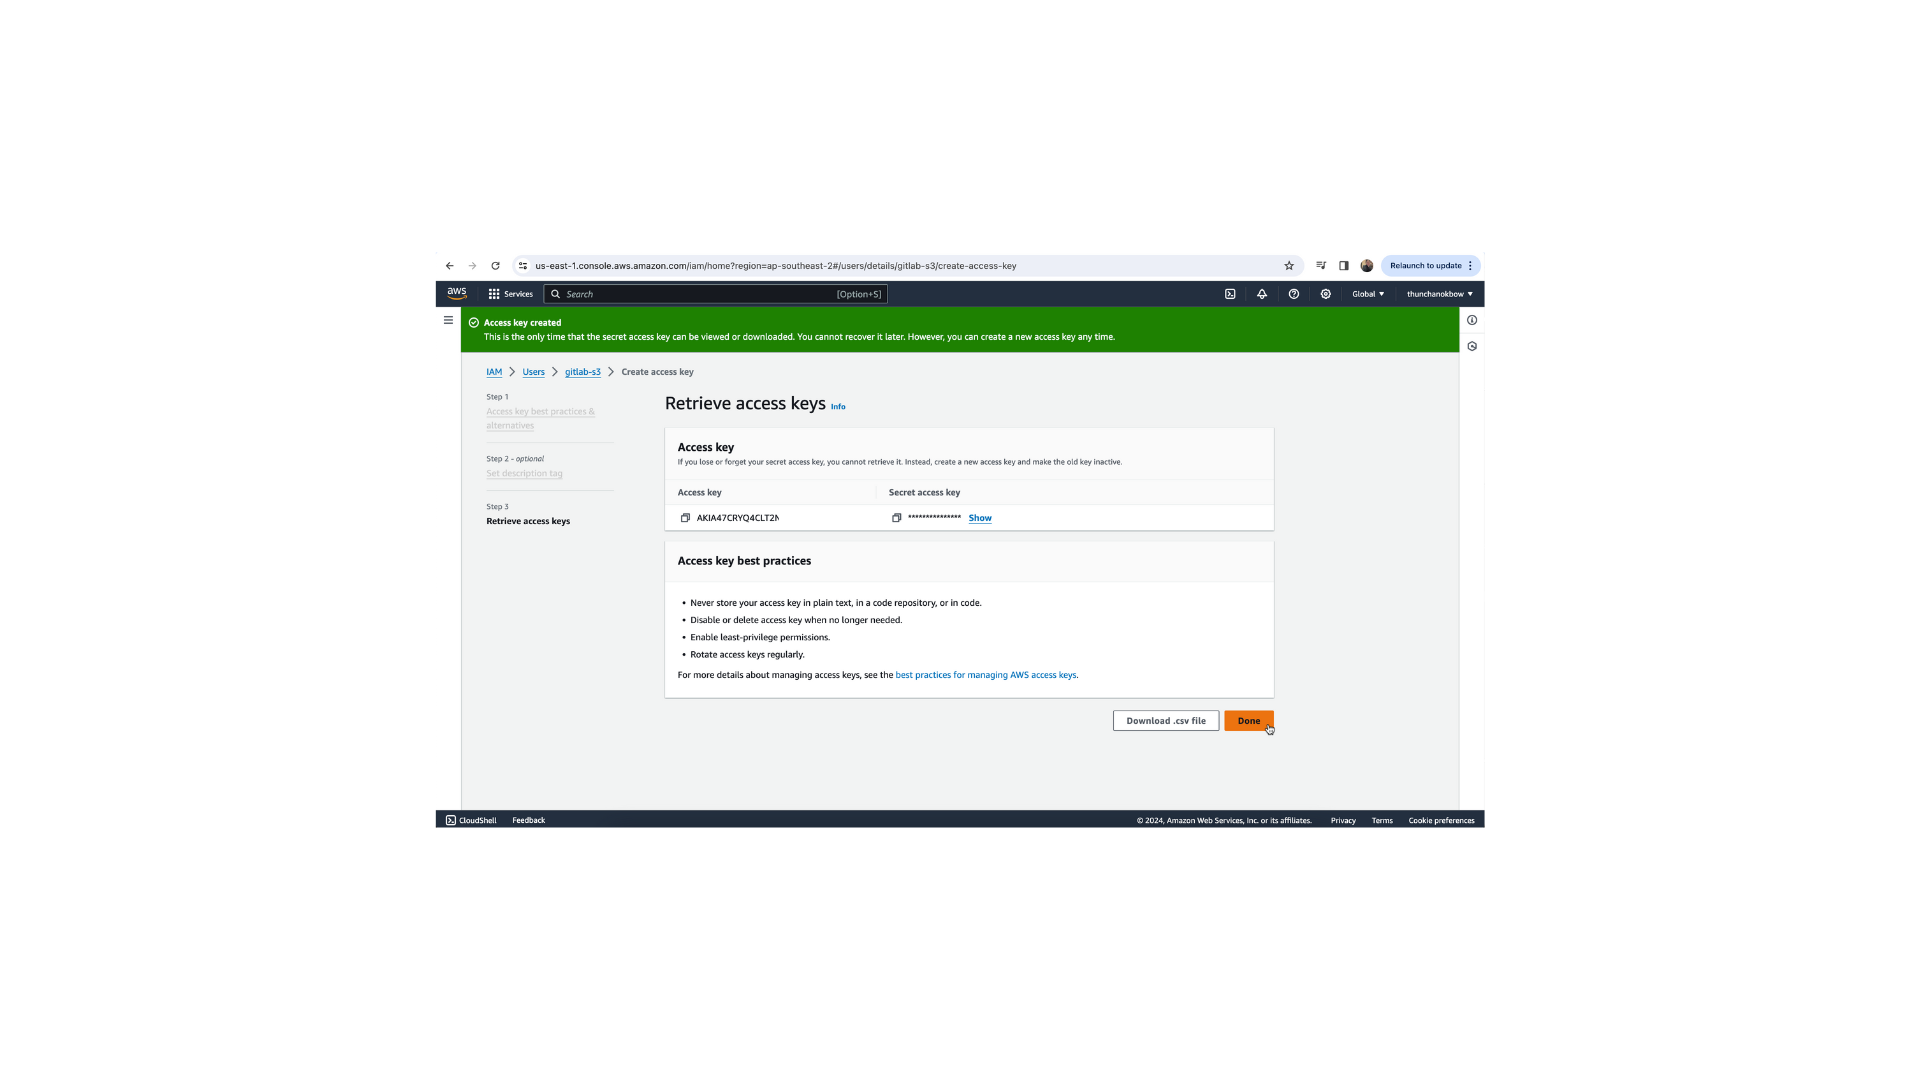 us-east-1.console.aws.amazon.com/iam/home?region=ap-southeast-2#/users/details/gitlab-s3/create-access-key
Relaunch to update
aws
Services
Search
[Option+S]
Global
thunchanokbow
Access key created
This is the only time that the secret access key can be viewed or downloaded. You cannot recover it later. However, you can create a new access key any time.
IAM > Users > gitlab-s3 > Create access key
Step 1
Access key best practices &
alternatives
Step 2 - optional
Set description tag
Step 3
Retrieve access keys
Retrieve access keys Info
Access key
If you lose or forget your secret access key, you cannot retrieve it. Instead, create a new access key and make the old key inactive.
Access key
Secret access key
AKIA47CRYQ4CLT2N
*************** Show
Access key best practices
• Never store your access key in plain text, in a code repository, or in code.
• Disable or delete access key when no longer needed.
• Enable least-privilege permissions.
• Rotate access keys regularly.
For more details about managing access keys, see the best practices for managing AWS access keys.
Download .csv file
Done
CloudShell
Feedback
© 2024, Amazon Web Services, Inc. or its affiliates.
Privacy
Terms
Cookie preferences